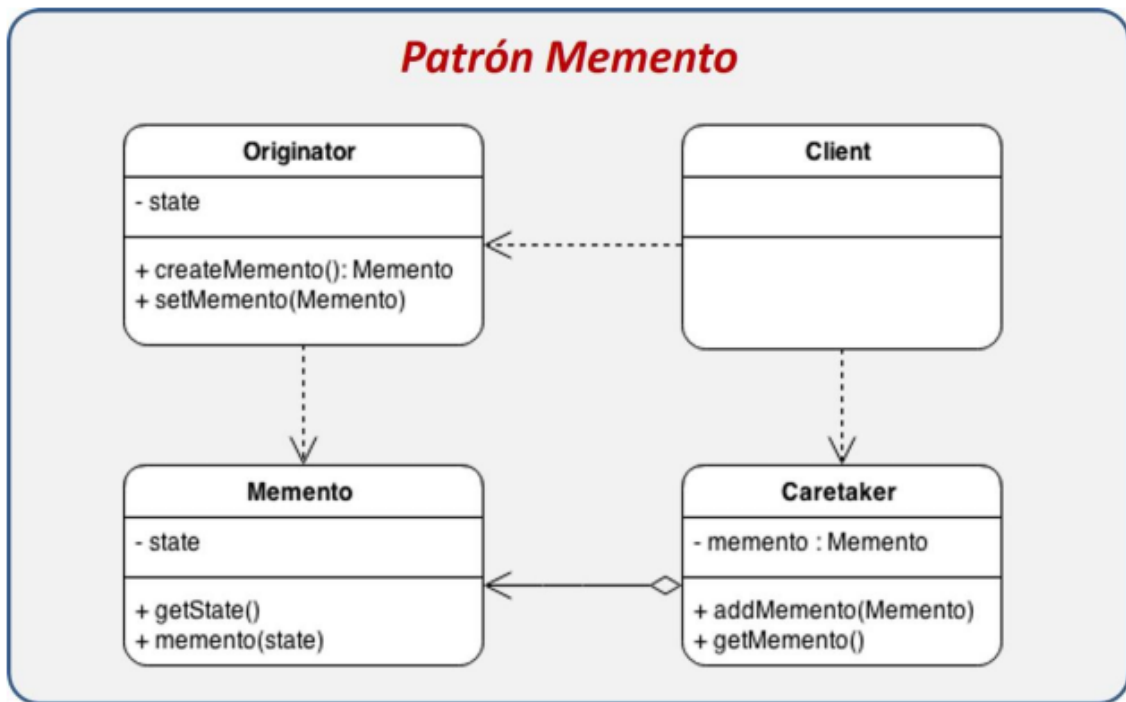 Patrón Memento
Originator
- state
+ createMemento(): Memento
+ setMemento(Memento)
Client
Memento
- state
+ getState()
+ memento(state)
Caretaker
- memento : Memento
+ addMemento(Memento)
+ getMemento()